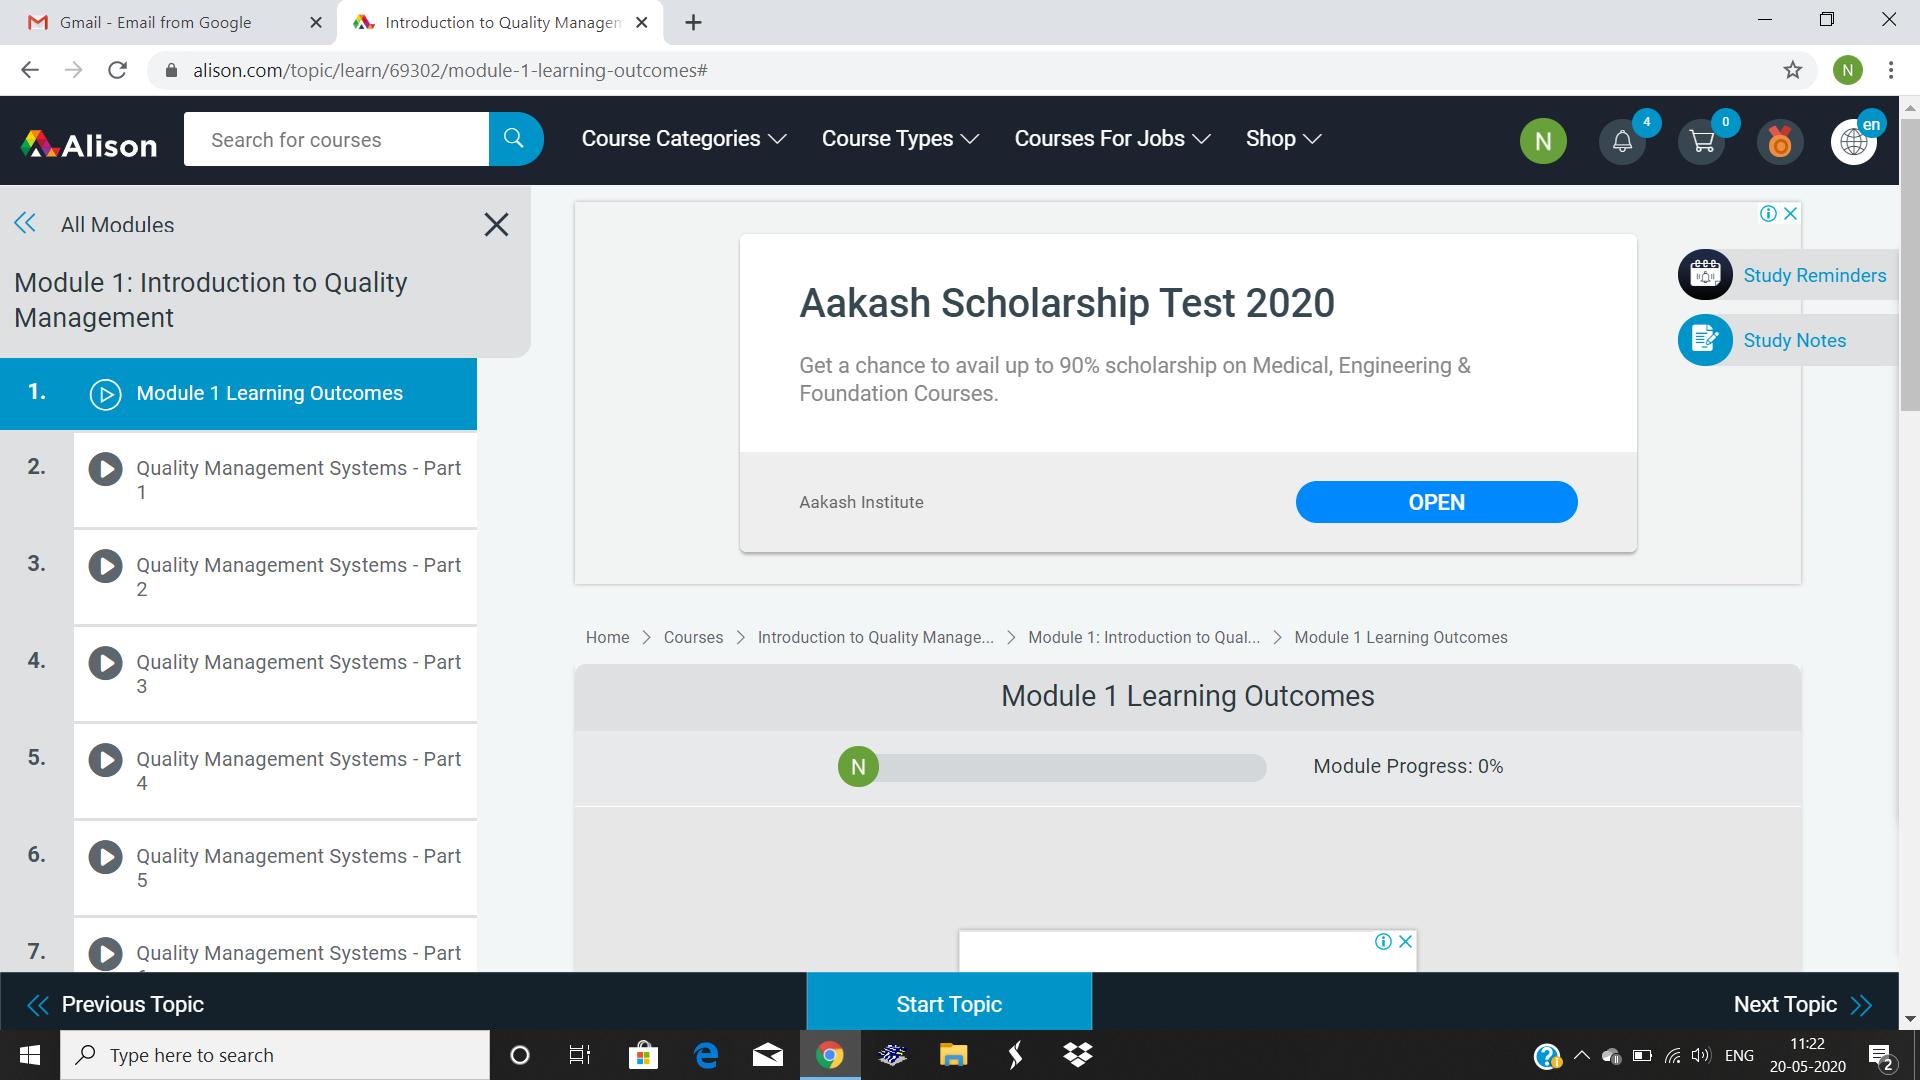 Gmail - Email from Google
Introduction to Quality Managem
alison.com/topic/learn/69302/module-1-learning-outcomes#
N
Alison
Search for courses
Course Categories
Course Types
Courses For Jobs
Shop
N
4
0
en
All Modules
Module 1: Introduction to Quality
Management
1. Module 1 Learning Outcomes
2. Quality Management Systems - Part
1
3. Quality Management Systems - Part
2
4. Quality Management Systems - Part
3
5. Quality Management Systems - Part
4
6. Quality Management Systems - Part
5
7. Quality Management Systems - Part
Aakash Scholarship Test 2020
Get a chance to avail up to 90% scholarship on Medical, Engineering &
Foundation Courses.
Aakash Institute
OPEN
Study Reminders
Study Notes
Home > Courses > Introduction to Quality Manage... > Module 1: Introduction to Qual... > Module 1 Learning Outcomes
Module 1 Learning Outcomes
N
Module Progress: 0%
Previous Topic
Start Topic
Next Topic
Type here to search
ENG
11:22
20-05-2020
2